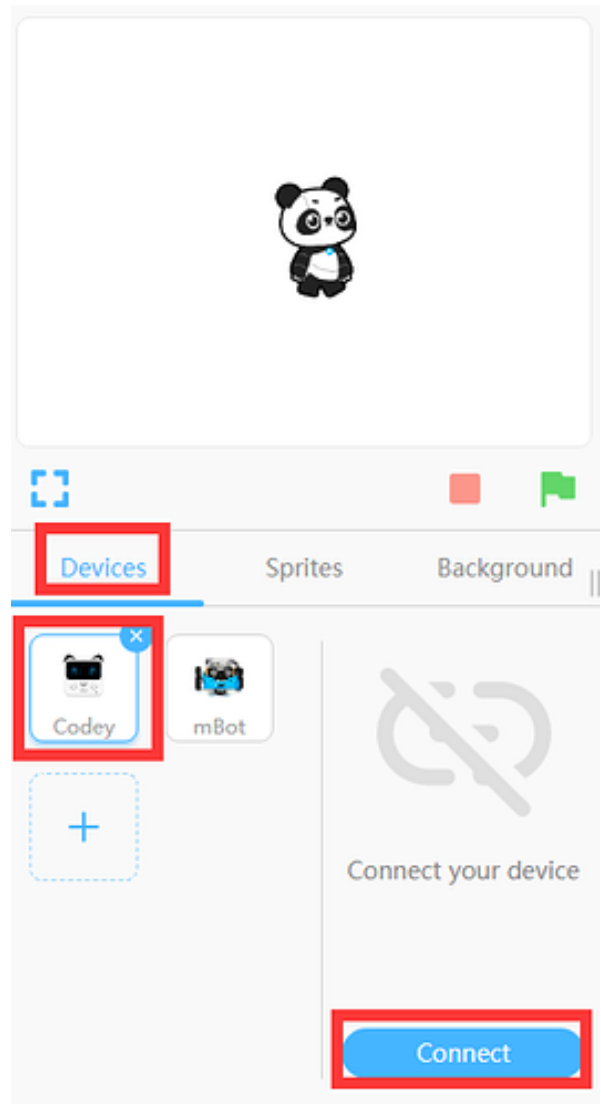 Devices
Sprites
Background
Codey
mBot
Connect your device
Connect